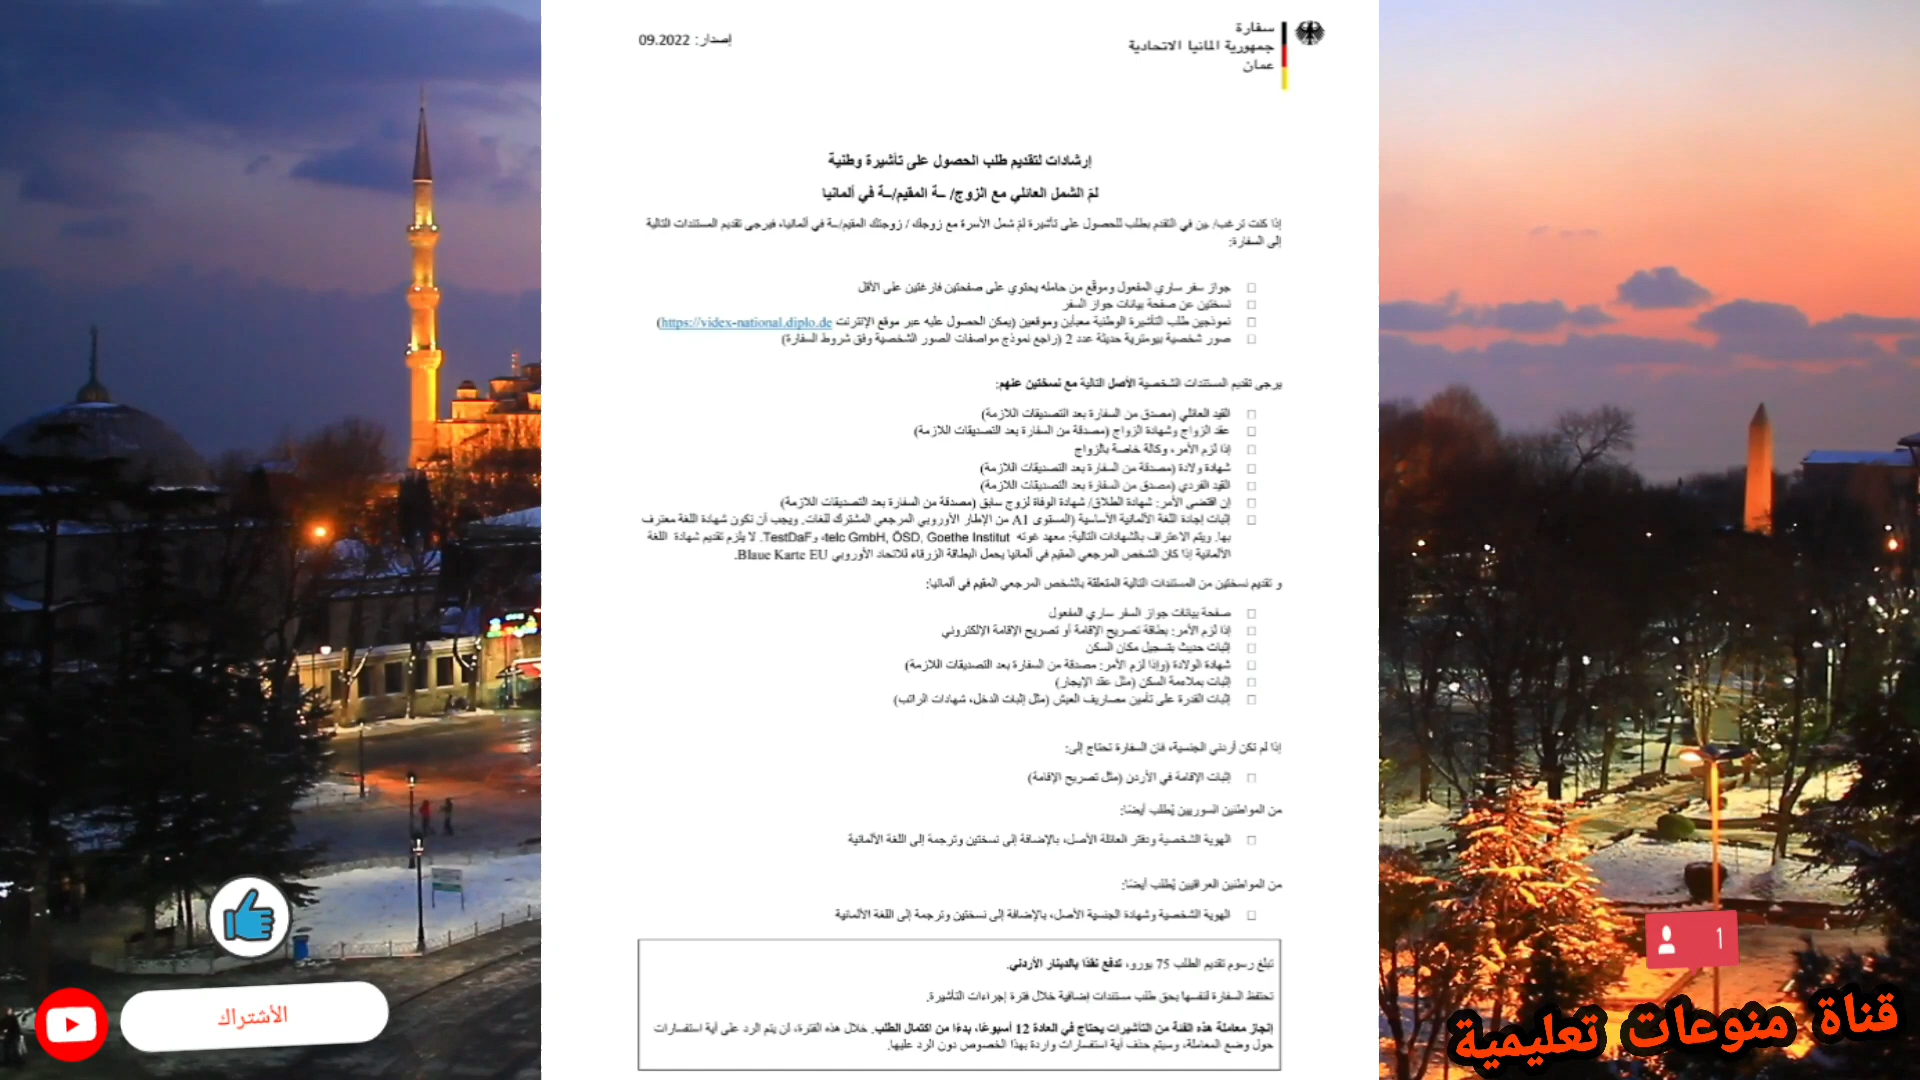 سفارة
جمهورية المانيا الاتحادية
عمان
إصدار: 09.2022
إرشادات لتقديم طلب الحصول على تأشيرة وطنية
لمّ الشمل العائلي مع الزوج/ ـة المقيم/ـة في ألمانيا
إذا كنت ترغب/ ين في التقدم بطلب للحصول على تأشيرة لمّ شمل الأسرة مع زوجك / زوجتك المقيم/ـة في ألمانيا، فيرجى تقديم المستندات التالية
إلى السفارة:
□ جواز سفر ساري المفعول وموقّع من حامله يحتوي على صفحتين فارغتين على الأقل
□ نسختين عن صفحة بيانات جواز السفر
□ نموذجين طلب التأشيرة الوطنية معبأين وموقعين (يمكن الحصول عليه عبر موقع الإنترنت https://videx-national.diplo.de)
□ صور شخصية بيومترية حديثة عدد 2 (راجع نموذج مواصفات الصور الشخصية وفق شروط السفارة)
يرجى تقديم المستندات الشخصية الأصل التالية مع نسختين عنهم:
□ القيد العائلي (مصدق من السفارة بعد التصديقات اللازمة)
□ عقد الزواج وشهادة الزواج (مصدقة من السفارة بعد التصديقات اللازمة)
□ إذا لزم الأمر، وكالة خاصة بالزواج
□ شهادة ولادة (مصدقة من السفارة بعد التصديقات اللازمة)
□ القيد الفردي (مصدق من السفارة بعد التصديقات اللازمة)
□ إن اقتضى الأمر: شهادة الطلاق/ شهادة الوفاة لزوج سابق (مصدقة من السفارة بعد التصديقات اللازمة)
□ إثبات إجادة اللغة الألمانية الأساسية (المستوى A1 من الإطار الأوروبي المرجعي المشترك للغات. ويجب أن تكون شهادة اللغة معترف
بها. ويتم الاعتراف بالشهادات التالية: معهد غوته telc GmbH, ÖSD, Goethe Institut، وTestDaF. لا يلزم تقديم شهادة اللغة
الألمانية إذا كان الشخص المرجعي المقيم في ألمانيا يحمل البطاقة الزرقاء للاتحاد الأوروبي Blaue Karte EU.
و تقديم نسختين من المستندات التالية المتعلقة بالشخص المرجعي المقيم في ألمانيا:
□ صفحة بيانات جواز السفر ساري المفعول
□ إذا لزم الأمر: بطاقة تصريح الإقامة أو تصريح الإقامة الإلكتروني
□ إثبات حديث بتسجيل مكان السكن
□ شهادة الولادة (وإذا لزم الأمر: مصدقة من السفارة بعد التصديقات اللازمة)
□ إثبات بملاءمة السكن (مثل عقد الإيجار)
□ إثبات القدرة على تأمين مصاريف العيش (مثل إثبات الدخل، شهادات الراتب)
إذا لم تكن أردني الجنسية، فان السفارة تحتاج إلى:
□ إثبات الإقامة في الأردن (مثل تصريح الإقامة)
من المواطنين السوريين يُطلب أيضًا:
□ الهوية الشخصية ودفتر العائلة الأصل، بالإضافة إلى نسختين وترجمة إلى اللغة الألمانية
من المواطنين العراقيين يُطلب أيضًا:
□ الهوية الشخصية وشهادة الجنسية الأصل، بالإضافة إلى نسختين وترجمة إلى اللغة الألمانية
تبلغ رسوم تقديم الطلب 75 يورو، تدفع نقدًا بالدينار الأردني.
تحتفظ السفارة لنفسها بحق طلب مستندات إضافية خلال فترة إجراءات التأشيرة.
إنجاز معاملة هذه الفئة من التأشيرات يحتاج في العادة 12 أسبوعًا، بدءًا من اكتمال الطلب. خلال هذه الفترة، لن يتم الرد على أية استفسارات
حول وضع المعاملة، وسيتم حذف أية استفسارات واردة بهذا الخصوص دون الرد عليها.
الأشتراك
1
قناة منوعات تعليمية